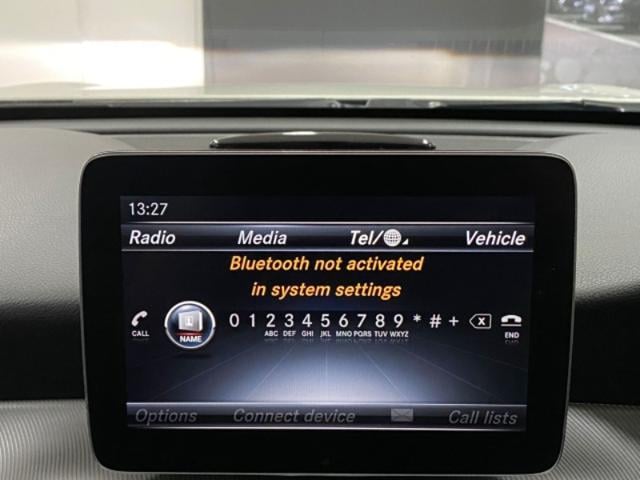 13:27
Radio Media Tel/ Vehicle
Bluetooth not activated
in system settings
0 1 2 3 4 5 6 7 8 9 * # +
ABC DEF GHI JKL MNO PQRS TUV WXYZ
CALL NAME END
Options Connect device Call lists